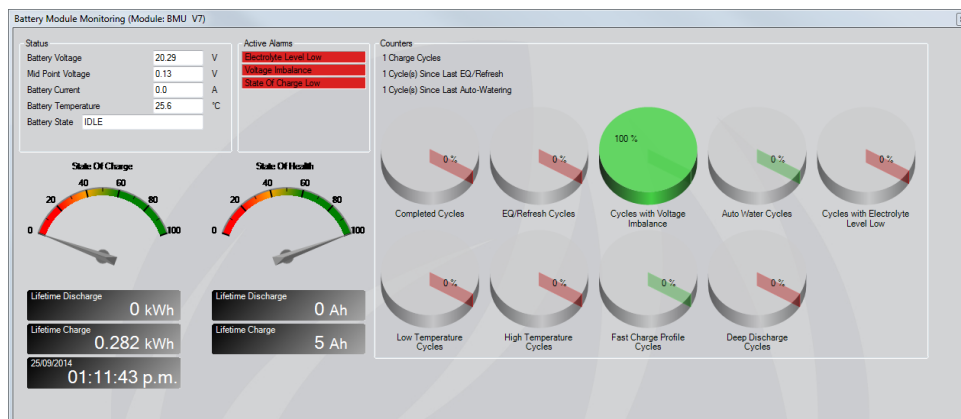 Battery Module Monitoring (Module: BMU V7)
Status
Battery Voltage 20.29 V
Mid Point Voltage 0.13 V
Battery Current 0.0 A
Battery Temperature 25.6 °C
Battery State IDLE
Active Alarms
Electrolyte Level Low
Voltage Imbalance
State Of Charge Low
Counters
1 Charge Cycles
1 Cycle(s) Since Last EQ/Refresh
1 Cycle(s) Since Last Auto-Watering
State Of Charge
0 20 40 60 80 100
State Of Health
0 20 40 60 80 100
Lifetime Discharge
0 kWh
Lifetime Charge
0.282 kWh
25/09/2014
01:11:43 p.m.
Lifetime Discharge
0 Ah
Lifetime Charge
5 Ah
0 %
Completed Cycles
0 %
EQ/Refresh Cycles
100 %
Cycles with Voltage
Imbalance
0 %
Auto Water Cycles
0 %
Cycles with Electrolyte
Level Low
0 %
Low Temperature
Cycles
0 %
High Temperature
Cycles
0 %
Fast Charge Profile
Cycles
0 %
Deep Discharge
Cycles